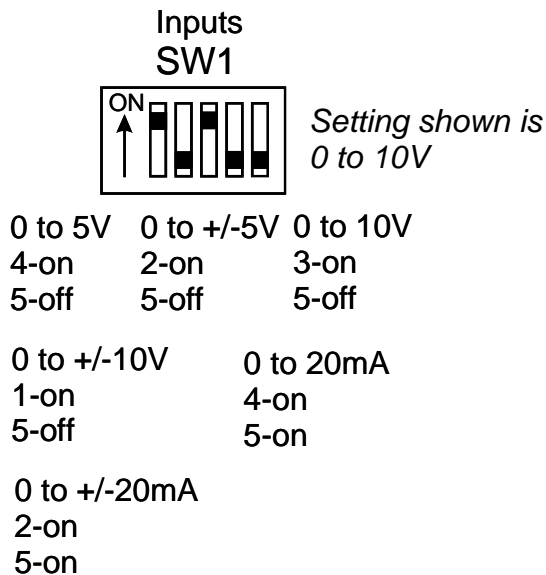 Inputs
SW1
ON
Setting shown is
0 to 10V
0 to 5V
4-on
5-off
0 to +/-5V
2-on
5-off
0 to 10V
3-on
5-off
0 to +/-10V
1-on
5-off
0 to 20mA
4-on
5-on
0 to +/-20mA
2-on
5-on